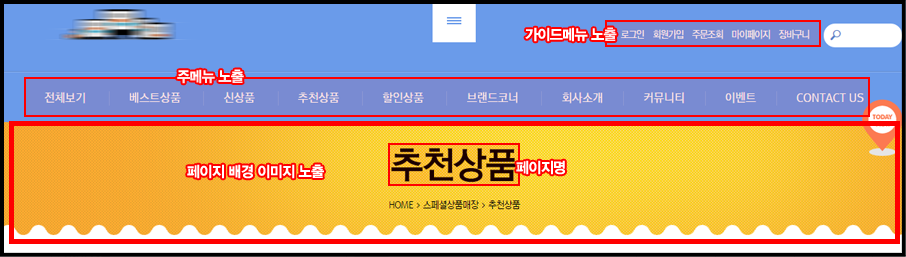 가이드메뉴 노출
로그인 회원가입 주문조회 마이페이지 장바구니
주메뉴 노출
전체보기 베스트상품 신상품 추천상품 할인상품 브랜드코너 회사소개 커뮤니티 이벤트 CONTACT US
TODAY
추천상품
페이지명
페이지 배경 이미지 노출
HOME > 스페셜상품매장 > 추천상품